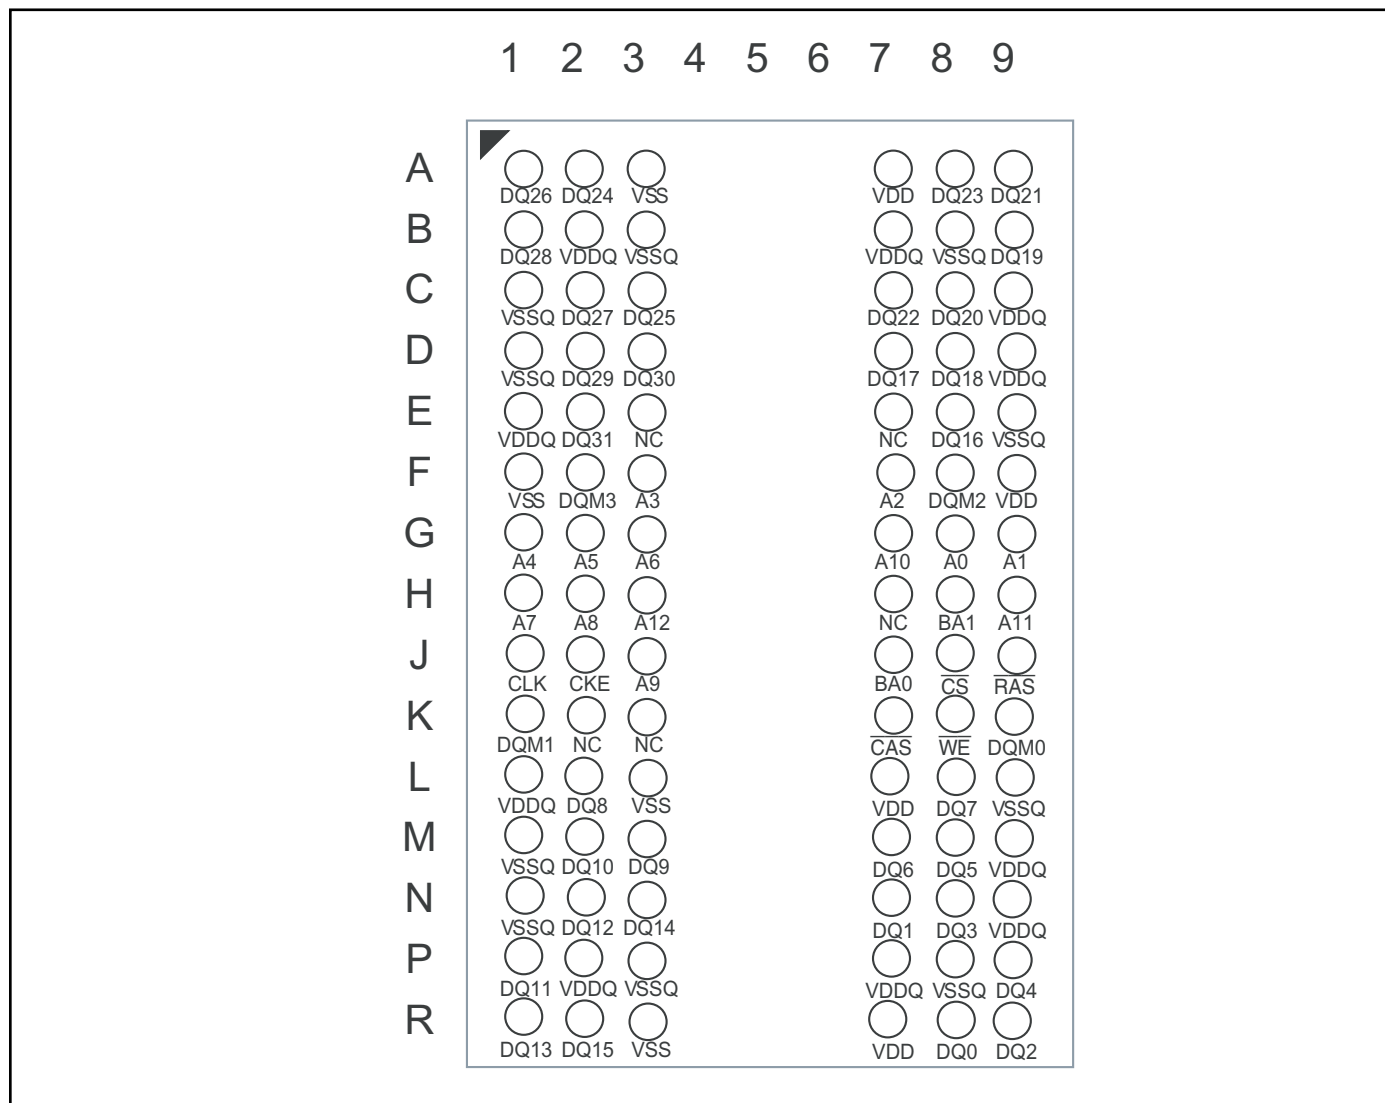 1 2 3 4 5 6 7 8 9
A
DQ26 DQ24 VSS VDD DQ23 DQ21
B
DQ28 VDDQ VSSQ VDDQ VSSQ DQ19
C
VSSQ DQ27 DQ25 DQ22 DQ20 VDDQ
D
VSSQ DQ29 DQ30 DQ17 DQ18 VDDQ
E
VDDQ DQ31 NC NC DQ16 VSSQ
F
VSS DQM3 A3 A2 DQM2 VDD
G
A4 A5 A6 A10 A0 A1
H
A7 A8 A12 NC BA1 A11
J
CLK CKE A9 BA0 C̅S̅ R̅A̅S̅
K
DQM1 NC NC C̅A̅S̅ W̅E̅ DQM0
L
VDDQ DQ8 VSS VDD DQ7 VSSQ
M
VSSQ DQ10 DQ9 DQ6 DQ5 VDDQ
N
VSSQ DQ12 DQ14 DQ1 DQ3 VDDQ
P
DQ11 VDDQ VSSQ VDDQ VSSQ DQ4
R
DQ13 DQ15 VSS VDD DQ0 DQ2